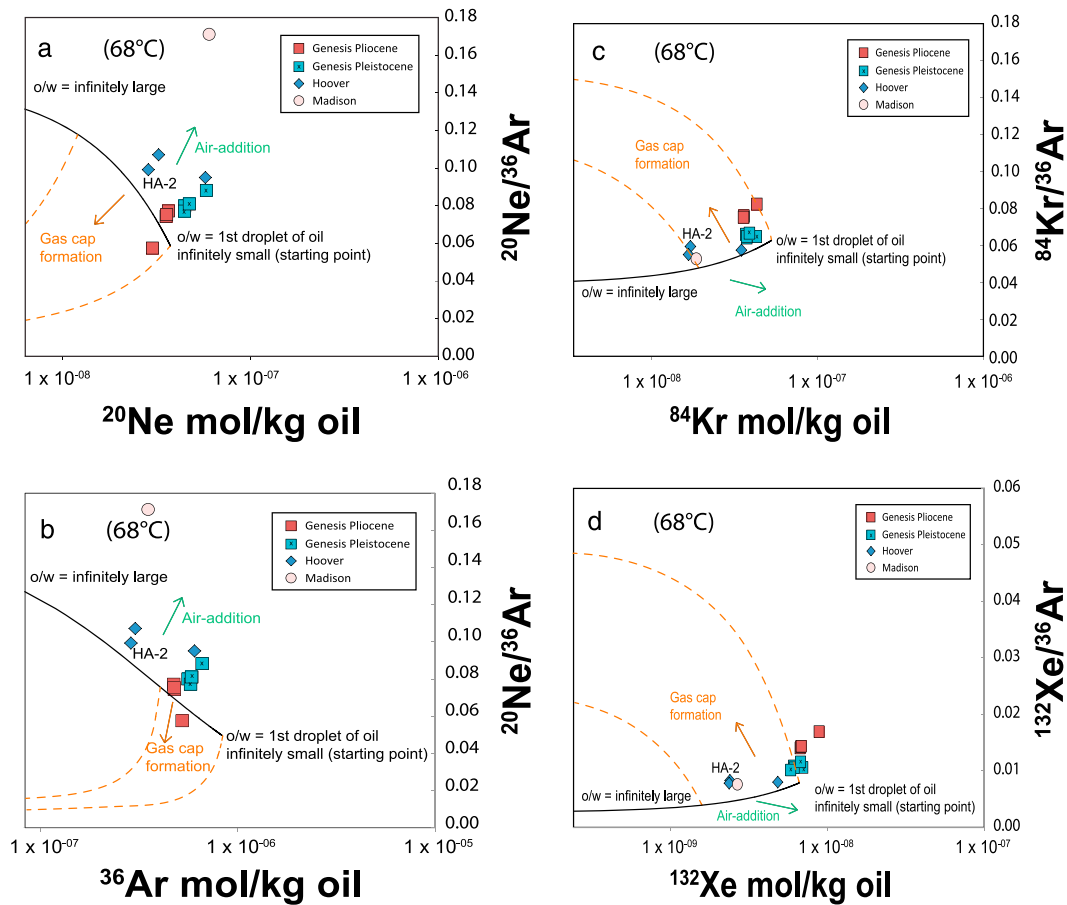 a
(68°C)
o/w = infinitely large
Genesis Pliocene
Genesis Pleistocene
Hoover
Madison
Air-addition
HA-2
Gas cap
formation
o/w = 1st droplet of oil
infinitely small (starting point)
0.18
0.16
0.14
0.12
0.10
0.08
0.06
0.04
0.02
0.00
20Ne/36Ar
1 x 10-08
1 x 10-07
1 x 10-06
20Ne mol/kg oil
c
(68°C)
Genesis Pliocene
Genesis Pleistocene
Hoover
Madison
Gas cap
formation
HA-2
o/w = 1st droplet of oil
infinitely small (starting point)
o/w = infinitely large
Air-addition
0.18
0.16
0.14
0.12
0.10
0.08
0.06
0.04
0.02
0.00
84Kr/36Ar
1 x 10-08
1 x 10-07
1 x 10-06
84Kr mol/kg oil
b
(68°C)
o/w = infinitely large
Genesis Pliocene
Genesis Pleistocene
Hoover
Madison
Air-addition
HA-2
Gas cap
formation
o/w = 1st droplet of oil
infinitely small (starting point)
0.18
0.16
0.14
0.12
0.10
0.08
0.06
0.04
0.02
0.00
20Ne/36Ar
1 x 10-07
1 x 10-06
1 x 10-05
36Ar mol/kg oil
d
(68°C)
Genesis Pliocene
Genesis Pleistocene
Hoover
Madison
Gas cap
formation
HA-2
o/w = infinitely large
Air-addition
o/w = 1st droplet of oil
infinitely small (starting point)
0.06
0.05
0.04
0.03
0.02
0.01
0.00
132Xe/36Ar
1 x 10-09
1 x 10-08
1 x 10-07
132Xe mol/kg oil